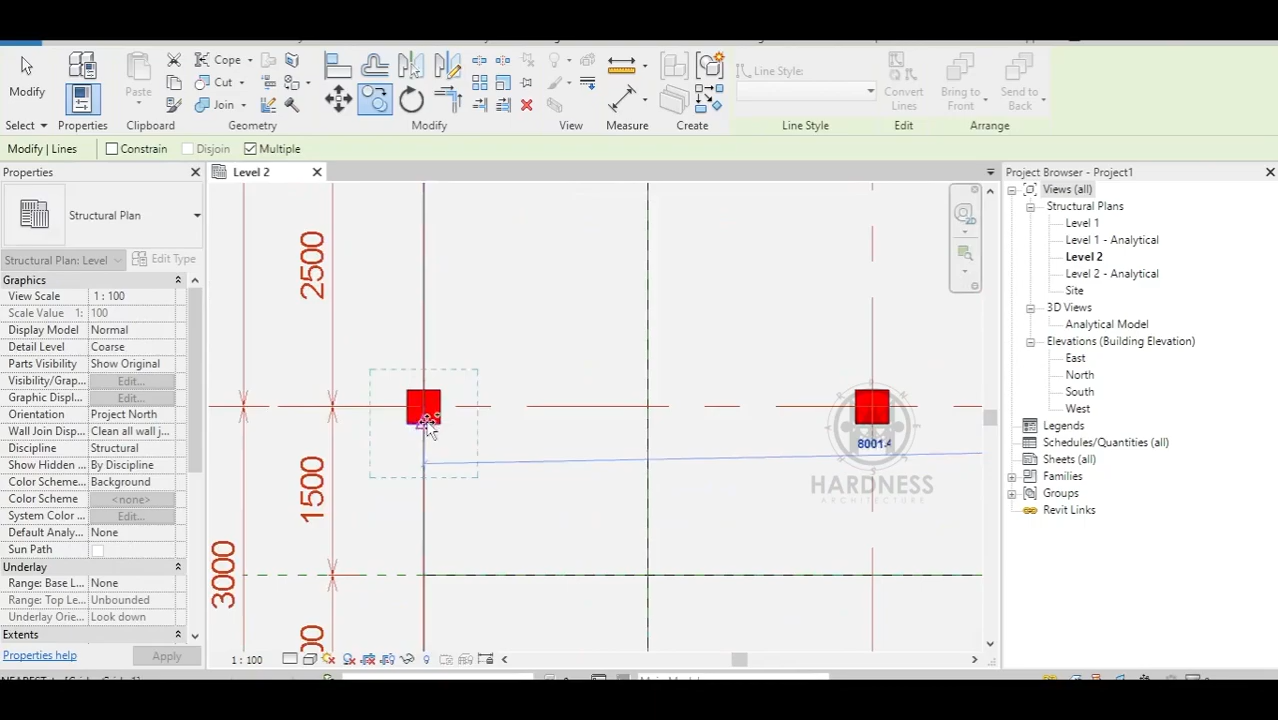 Modify
Select
Properties
Paste
Clipboard
Cope
Cut
Join
Geometry
Modify
View
Measure
Create
Line Style:
Line Style
Convert
Lines
Edit
Bring to
Front
Send to
Back
Arrange
Modify | Lines
Constrain
Disjoin
Multiple
Properties
Structural Plan
Structural Plan: Level
Edit Type
Graphics
View Scale 1 : 100
Scale Value 1: 100
Display Model Normal
Detail Level Coarse
Parts Visibility Show Original
Visibility/Grap... Edit...
Graphic Displ... Edit...
Orientation Project North
Wall Join Disp... Clean all wall j...
Discipline Structural
Show Hidden ... By Discipline
Color Scheme... Background
Color Scheme <none>
System Color ... Edit...
Default Analy... None
Sun Path
Underlay
Range: Base L... None
Range: Top Le... Unbounded
Underlay Orie... Look down
Extents
Properties help
Apply
Level 2
2500
1500
3000
00
8001.4
HARDNESS
ARCHITECTURE
1 : 100
Project Browser - Project1
Views (all)
Structural Plans
Level 1
Level 1 - Analytical
Level 2
Level 2 - Analytical
Site
3D Views
Analytical Model
Elevations (Building Elevation)
East
North
South
West
Legends
Schedules/Quantities (all)
Sheets (all)
Families
Groups
Revit Links